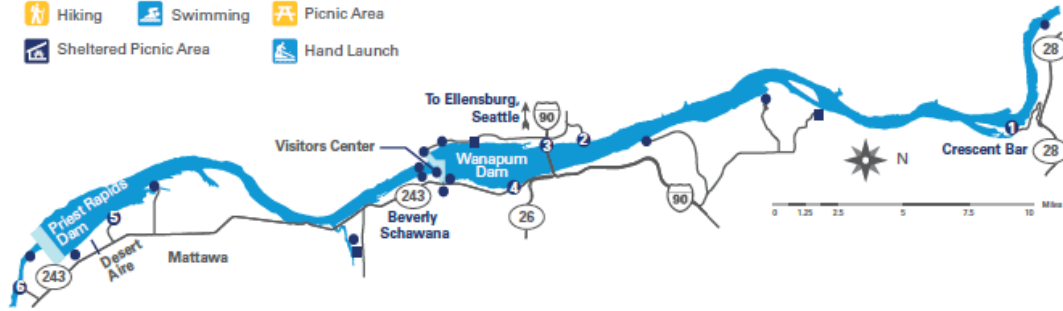 Hiking
Swimming
Picnic Area
Sheltered Picnic Area
Hand Launch
28
To Ellensburg,
Seattle
90
Visitors Center
3
2
1
Wanapum
Dam
Crescent Bar
N
28
4
243
26
90
Beverly
Schawana
0 1.25 2.5 5 7.5 10 Miles
Priest Rapids
Dam
5
Desert
Aire
Mattawa
243
6